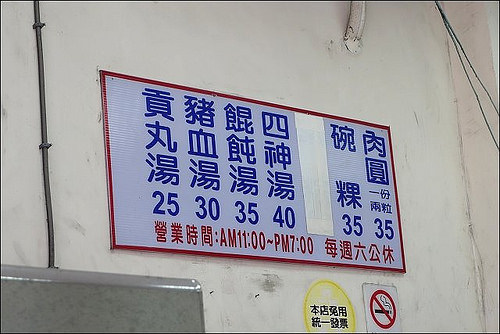 肉圓 一份兩粒 35
碗粿 35
四神湯 40
餛飩湯 35
豬血湯 30
貢丸湯 25
營業時間:AM11:00~PM7:00 每週六公休
本店免用
統一發票